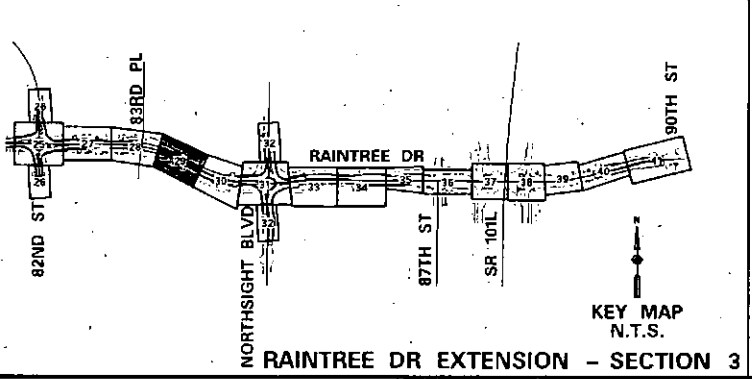 83RD PL
90TH ST
26
32
RAINTREE DR
25
27
28
29
30
31
33
34
35
36
37
38
39
40
41
26
32
82ND ST
NORTHSIGHT BLVD
87TH ST
SR 101L
N
KEY MAP
N.T.S.
RAINTREE DR EXTENSION - SECTION 3